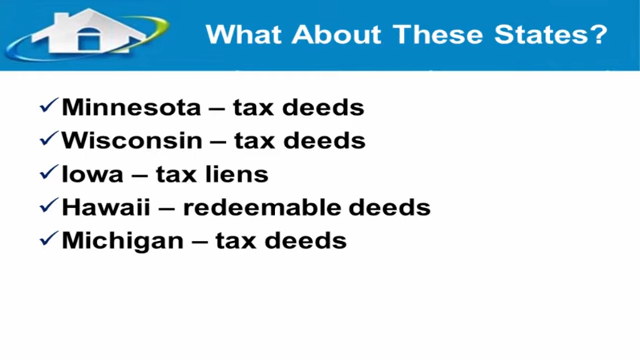 What About These States?
Minnesota – tax deeds
Wisconsin – tax deeds
Iowa – tax liens
Hawaii – redeemable deeds
Michigan – tax deeds